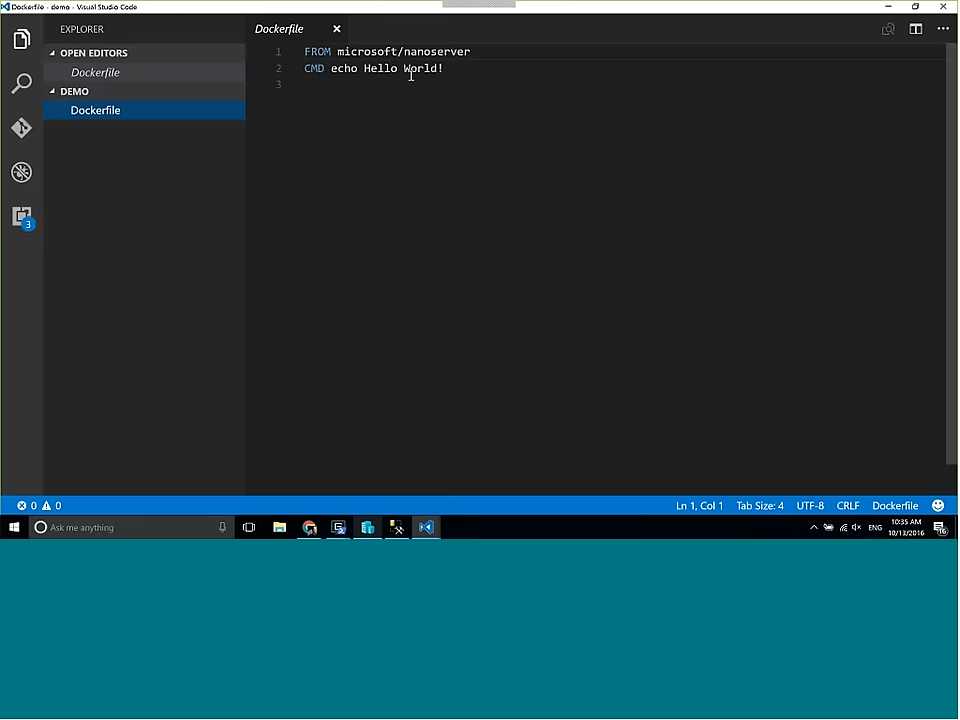 Dockerfile - demo - Visual Studio Code
EXPLORER
OPEN EDITORS
Dockerfile
DEMO
Dockerfile
3
Dockerfile
1 FROM microsoft/nanoserver
2 CMD echo Hello World!
3
0 0
Ln 1, Col 1 Tab Size: 4 UTF-8 CRLF Dockerfile
Ask me anything
ENG
10:35 AM
10/13/2016
16